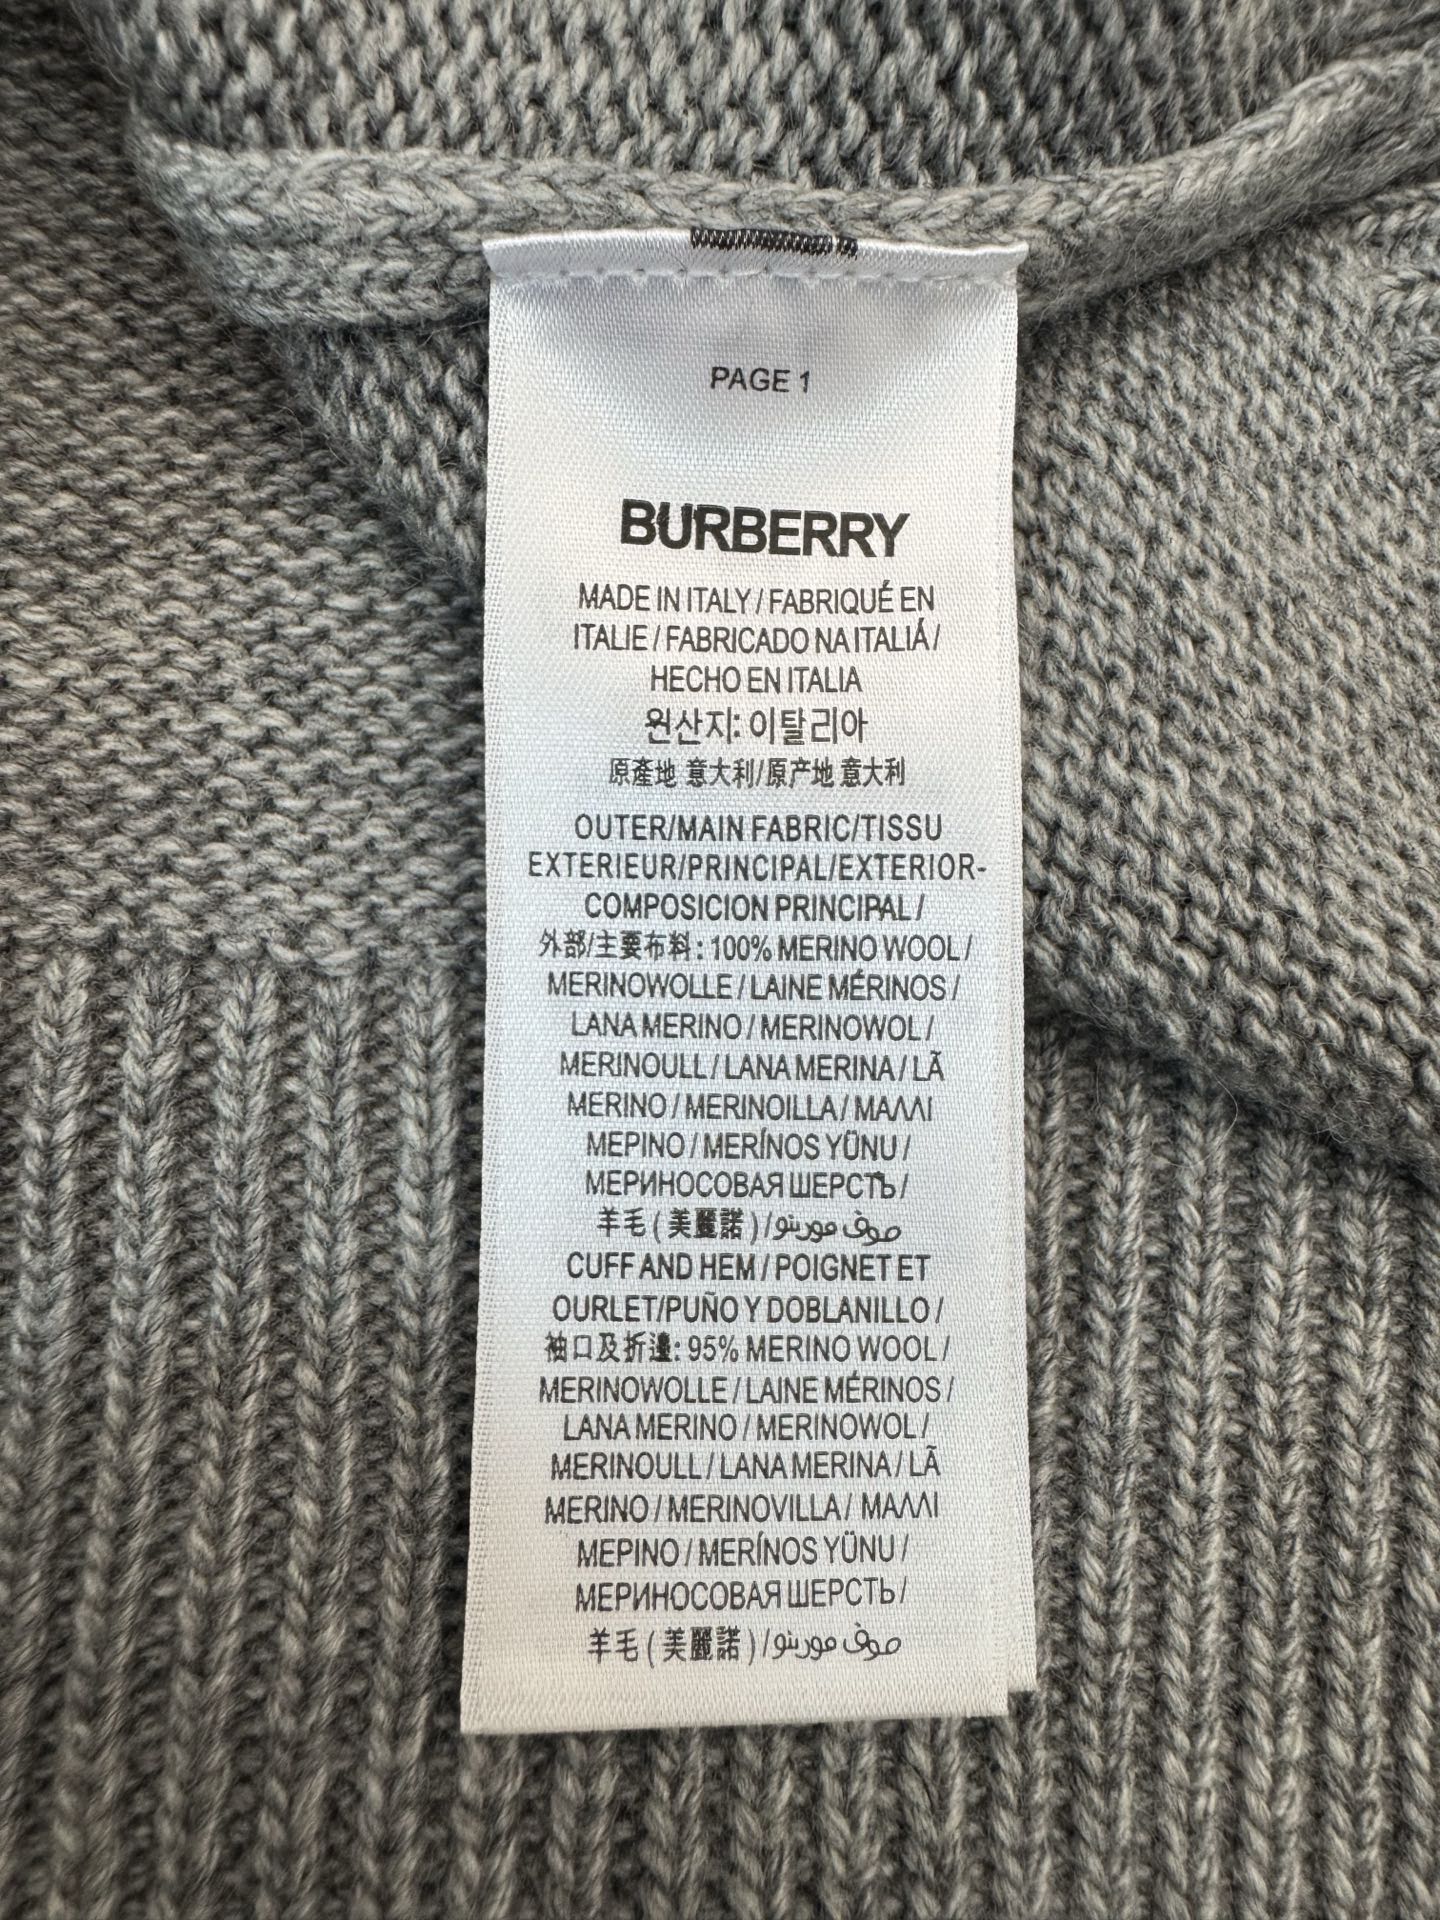 PAGE 1
BURBERRY
MADE IN ITALY / FABRIQUÉ EN
ITALIE / FABRICADO NA ITALIÁ /
HECHO EN ITALIA
원산지: 이탈리아
原產地 意大利/原产地 意大利
OUTER/MAIN FABRIC/TISSU
EXTERIEUR/PRINCIPAL/EXTERIOR-
COMPOSICION PRINCIPAL /
外部/主要布料: 100% MERINO WOOL /
MERINOWOLLE / LAINE MÉRINOS /
LANA MERINO / MERINOWOL /
MERINOULL / LANA MERINA / LÃ
MERINO / MERINOILLA / ΜΑΛΛΙ
ΜΕΡΙΝΟ / MERÍNOS YÜNU /
МЕРИНОСОВАЯ ШЕРСТЬ /
羊毛 ( 美麗諾 ) / صوف مورينو
CUFF AND HEM / POIGNET ET
OURLET/PUÑO Y DOBLANILLO /
袖口及折邊: 95% MERINO WOOL /
MERINOWOLLE / LAINE MÉRINOS /
LANA MERINO / MERINOWOL /
MERINOULL / LANA MERINA / LÃ
MERINO / MERINOVILLA / ΜΑΛΛΙ
ΜΕΡΙΝΟ / MERÍNOS YÜNU /
МЕРИНОСОВАЯ ШЕРСТЬ /
羊毛 ( 美麗諾 ) / صوف مورينو